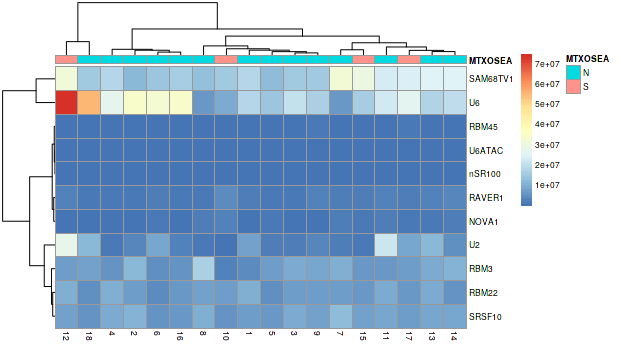 MTXOSEA
SAM68TV1
U6
RBM45
U6ATAC
nSR100
RAVER1
NOVA1
U2
RBM3
RBM22
SRSF10
12 18 4 2 6 16 8 10 1 5 3 9 7 15 11 17 13 14
7e+07
6e+07
5e+07
4e+07
3e+07
2e+07
1e+07
MTXOSEA
N
S